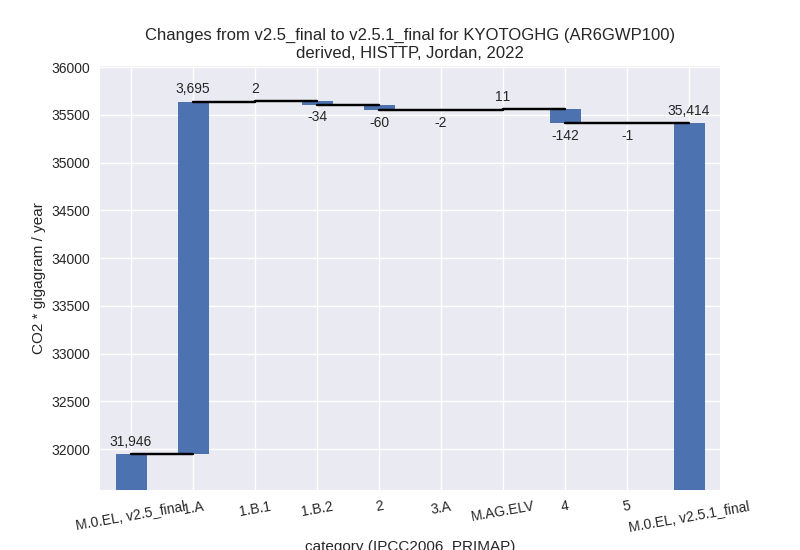 Changes from v2.5_final to v2.5.1_final for KYOTOGHG (AR6GWP100)
derived, HISTTP, Jordan, 2022
36000
35500
35000
34500
34000
33500
33000
32500
32000
CO2 * gigagram / year
31,946
3,695
2
-34
-60
-2
11
-142
-1
35,414
M.0.EL, v2.5_final
1.A
1.B.1
1.B.2
2
3.A
M.AG.ELV
4
5
M.0.EL, v2.5.1_final
category (IPCC2006_PRIMAP)